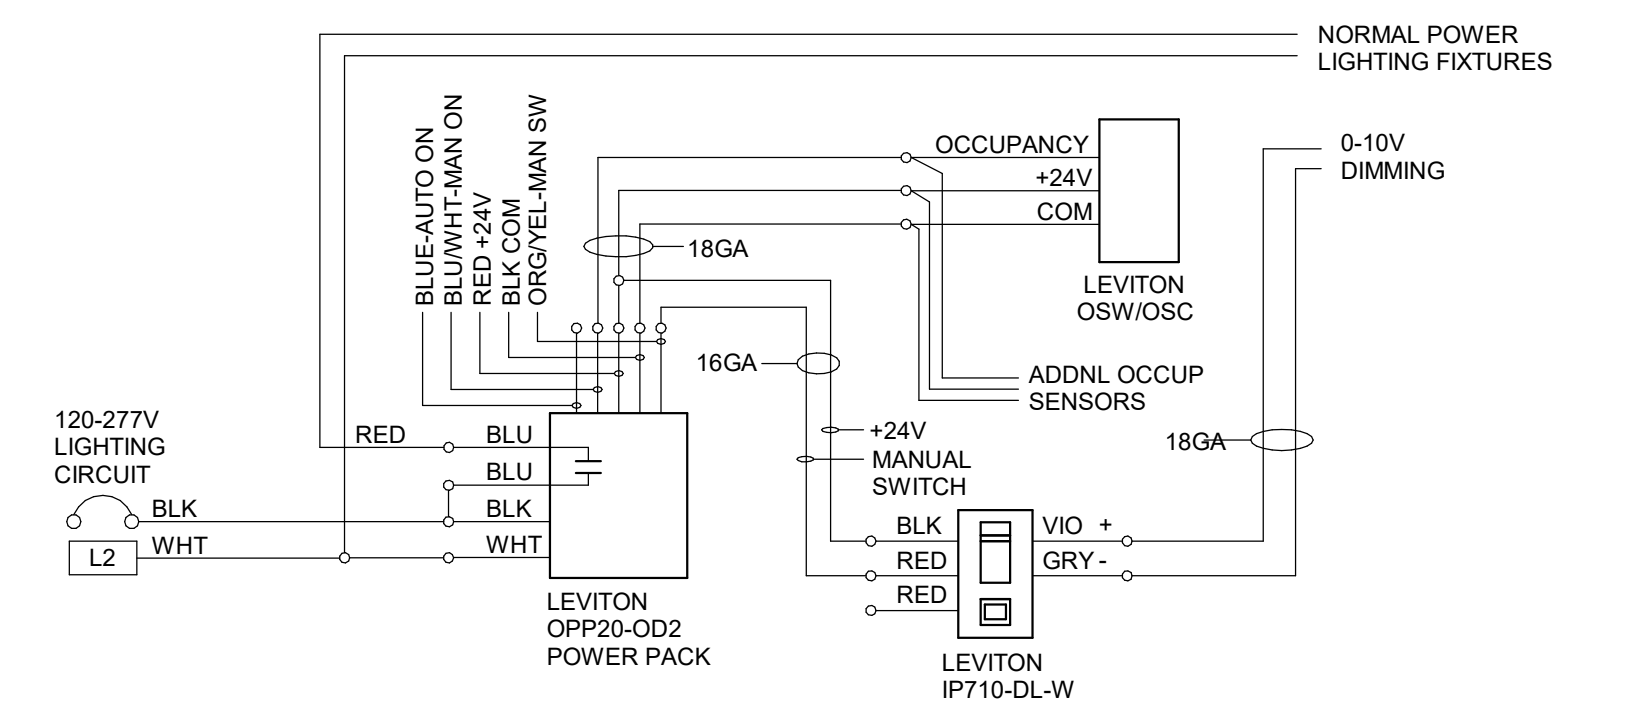 NORMAL POWER
LIGHTING FIXTURES
BLUE-AUTO ON
BLU/WHT-MAN ON
RED +24V
BLK COM
ORG/YEL-MAN SW
OCCUPANCY
+24V
COM
LEVITON
OSW/OSC
0-10V
DIMMING
18GA
16GA
ADDNL OCCUP
SENSORS
+24V
MANUAL
SWITCH
18GA
120-277V
LIGHTING
CIRCUIT
RED
BLU
BLU
BLK
BLK
WHT
WHT
L2
LEVITON
OPP20-OD2
POWER PACK
BLK
RED
RED
VIO +
GRY -
LEVITON
IP710-DL-W